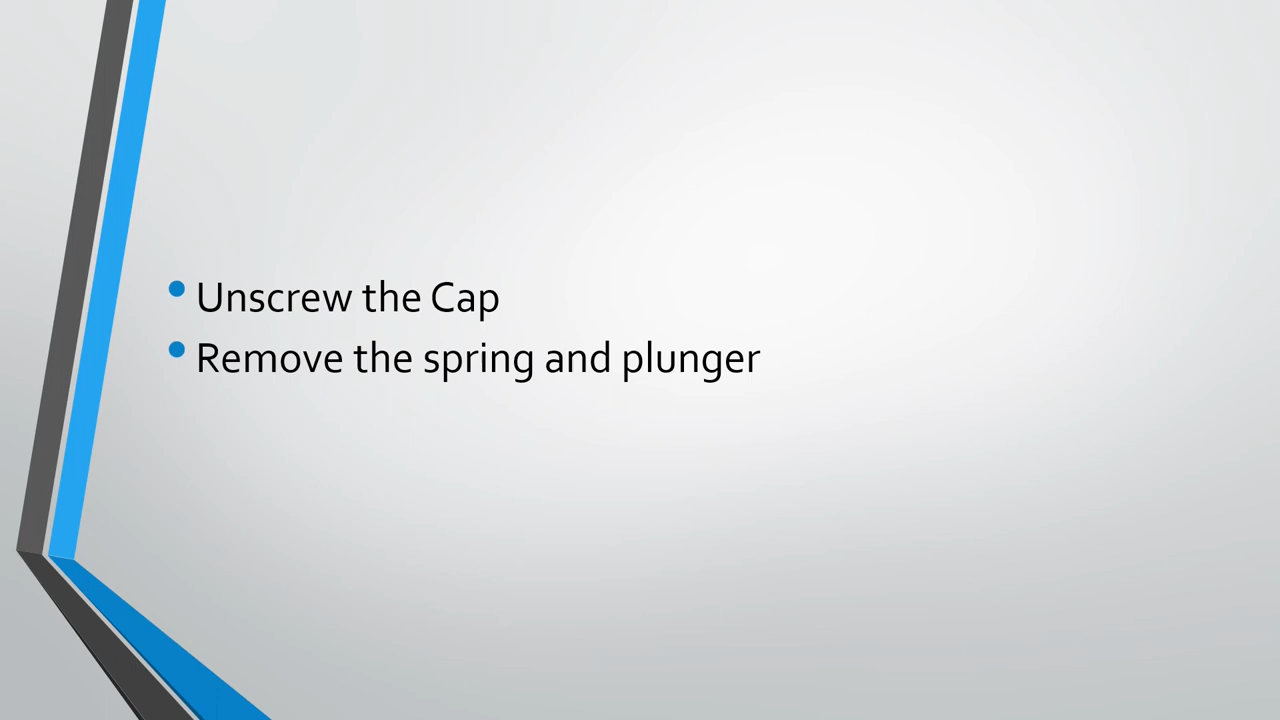 • Unscrew the Cap
• Remove the spring and plunger